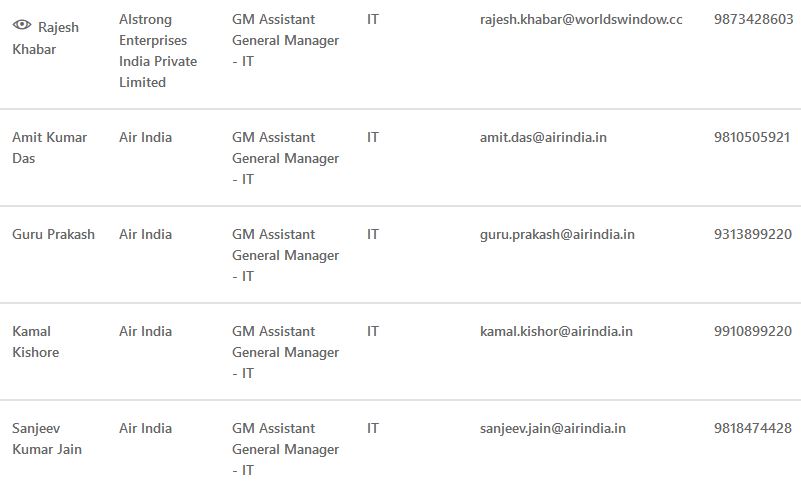 Rajesh Khabar	Alstrong Enterprises India Private Limited	GM Assistant General Manager - IT	IT	rajesh.khabar@worldswindow.cc	9873428603
Amit Kumar Das	Air India	GM Assistant General Manager - IT	IT	amit.das@airindia.in	9810505921
Guru Prakash	Air India	GM Assistant General Manager - IT	IT	guru.prakash@airindia.in	9313899220
Kamal Kishore	Air India	GM Assistant General Manager - IT	IT	kamal.kishor@airindia.in	9910899220
Sanjeev Kumar Jain	Air India	GM Assistant General Manager - IT	IT	sanjeev.jain@airindia.in	9818474428